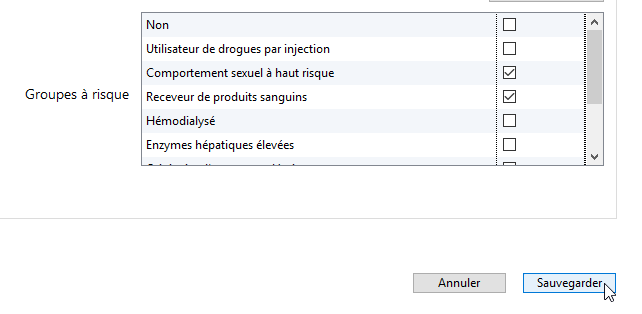 Non
Utilisateur de drogues par injection
Comportement sexuel à haut risque
Groupes à risque
Receveur de produits sanguins
Hémodialysé
Enzymes hépatiques élevées
Annuler
Sauvegarder